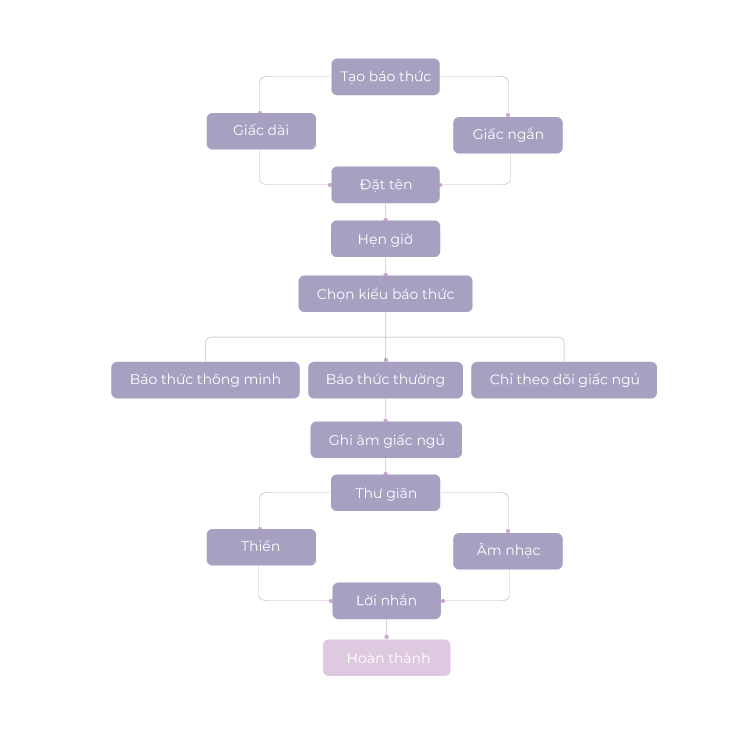 Tạo báo thức
Giấc dài
Giấc ngắn
Đặt tên
Hẹn giờ
Chọn kiểu báo thức
Báo thức thông minh
Báo thức thường
Chỉ theo dõi giấc ngủ
Ghi âm giấc ngủ
Thư giãn
Thiền
Âm nhạc
Lời nhắn
Hoàn thành